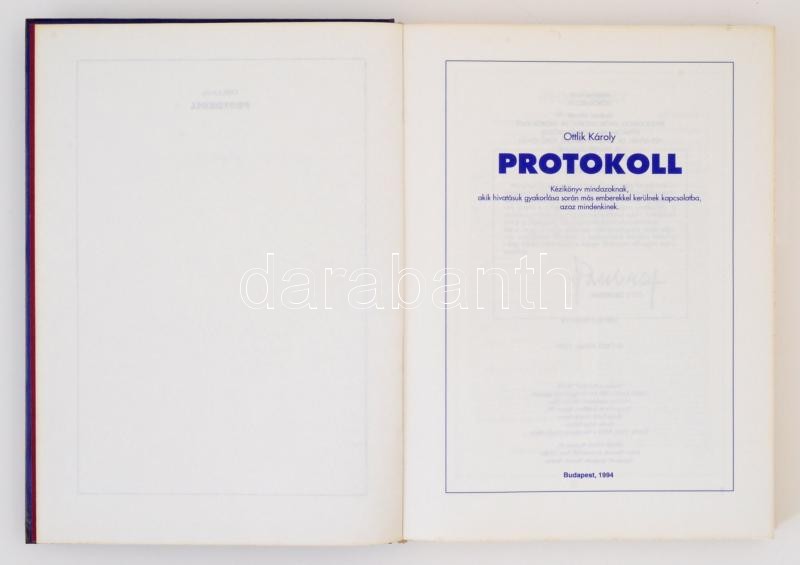 Ottlik Károly
PROTOKOLL
Kézikönyv mindazoknak,
akik hivatásuk gyakorlása során más emberekkel kerülnek kapcsolatba,
azaz mindenkinek.
darabanth
Budapest, 1994